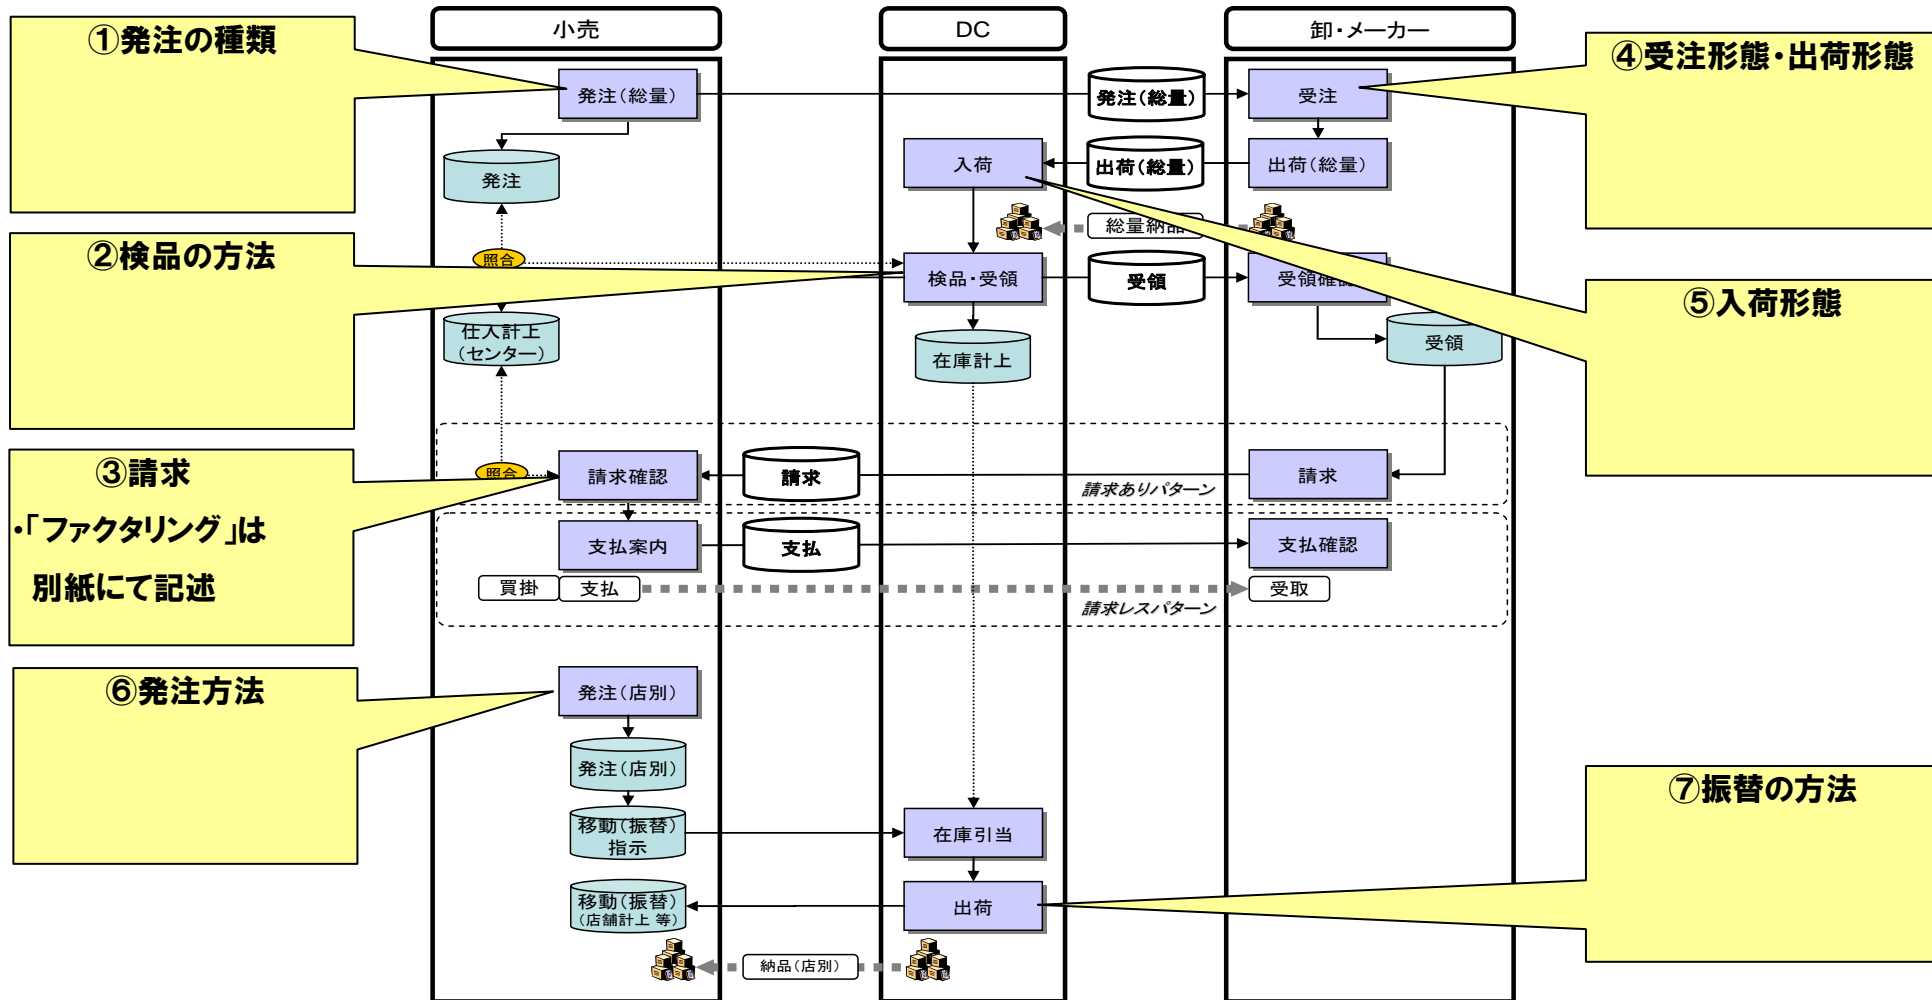 小売
DC
卸・メーカー
①発注の種類
④受注形態・出荷形態
発注(総量)
発注(総量)
受注
発注
入荷
出荷(総量)
出荷(総量)
総量納品
②検品の方法
照合
検品・受領
受領
受領確認
⑤入荷形態
仕入計上
(センター)
在庫計上
受領
③請求
・「ファクタリング」は
別紙にて記述
照合
請求確認
請求
請求
請求ありパターン
支払案内
支払
支払確認
買掛
支払
受取
請求レスパターン
⑥発注方法
発注(店別)
発注(店別)
⑦振替の方法
移動(振替)
指示
在庫引当
移動(振替)
(店舗計上 等)
出荷
納品(店別)